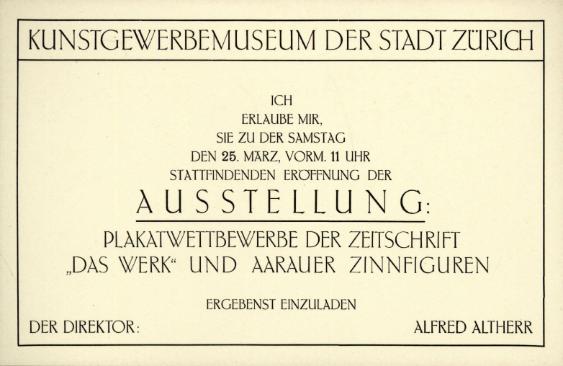 KUNSTGEWERBEMUSEUM DER STADT ZÜRICH
ICH
ERLAUBE MIR,
SIE ZU DER SAMSTAG
DEN 25. MÄRZ, VORM. 11 UHR
STATTFINDENDEN ERÖFFNUNG DER
AUSSTELLUNG:
PLAKATWETTBEWERBE DER ZEITSCHRIFT
„DAS WERK“ UND AARAUER ZINNFIGUREN
ERGEBENST EINZULADEN
DER DIREKTOR: ALFRED ALTHERR